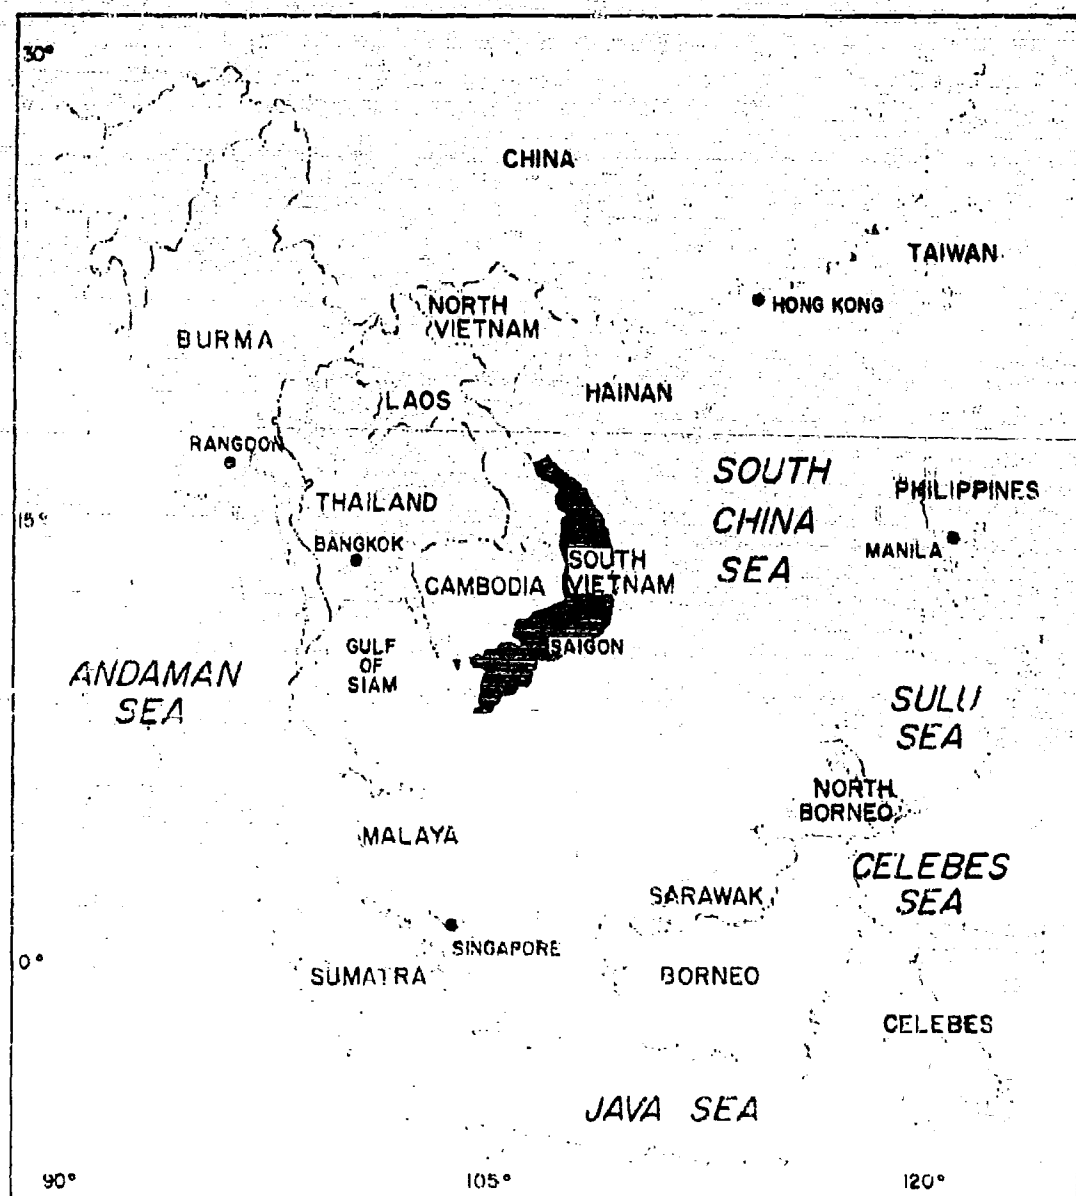 30°
CHINA
TAIWAN
HONG KONG
NORTH
VIETNAM
BURMA
HAINAN
LAOS
RANGOON
SOUTH
CHINA
SEA
PHILIPPINES
THAILAND
15°
BANGKOK
MANILA
SOUTH
VIETNAM
CAMBODIA
SAIGON
GULF
OF
SIAM
ANDAMAN
SEA
SULU
SEA
NORTH
BORNEO
MALAYA
CELEBES
SEA
SARAWAK
SINGAPORE
0°
SUMATRA
BORNEO
CELEBES
JAVA SEA
90°
105°
120°